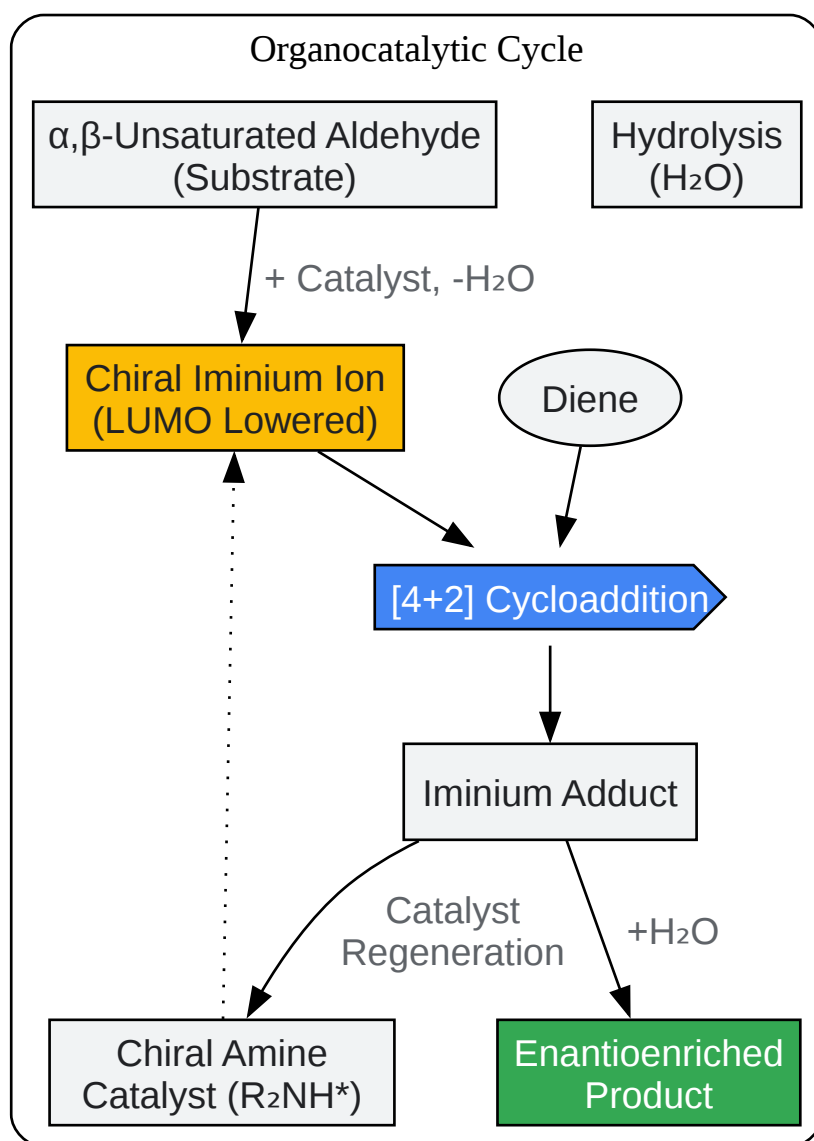 Organocatalytic Cycle
α,β-Unsaturated Aldehyde
(Substrate)
Hydrolysis
(H₂O)
+ Catalyst, -H₂O
Chiral Iminium Ion
(LUMO Lowered)
Diene
[4+2] Cycloaddition
Iminium Adduct
Catalyst
Regeneration
+H₂O
Chiral Amine
Catalyst (R₂NH*)
Enantioenriched
Product